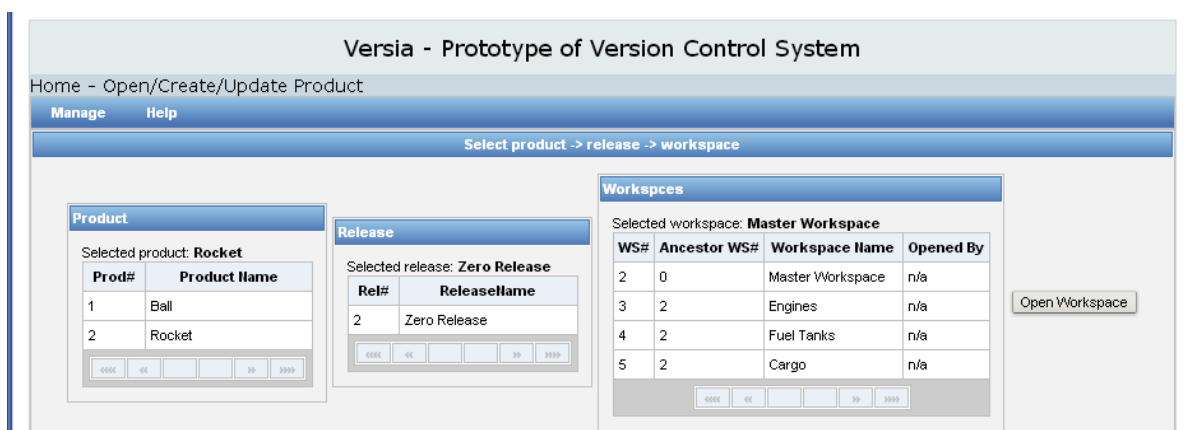 Versia - Prototype of Version Control System
Home - Open/Create/Update Product
Manage Help
Select product -> release -> workspace
Product
Selected product: Rocket
Prod# Product Name
1 Ball
2 Rocket
«« « » »»
Release
Selected release: Zero Release
Rel# ReleaseName
2 Zero Release
«« « » »»
Workspces
Selected workspace: Master Workspace
WS# Ancestor WS# Workspace Name Opened By
2 0 Master Workspace n/a
3 2 Engines n/a
4 2 Fuel Tanks n/a
5 2 Cargo n/a
«« « » »»
Open Workspace